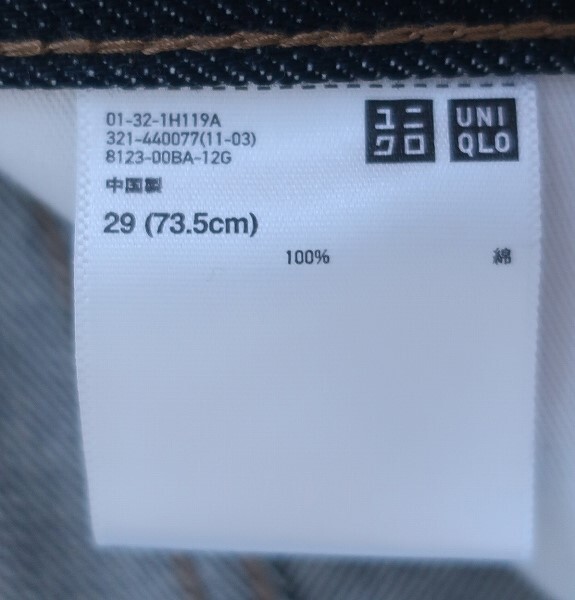 01-32-1H119A
321-440077(11-03)
8123-00BA-12G
中国製
29 (73.5cm)
100% 綿
ユニ
クロ
UNI
QLO